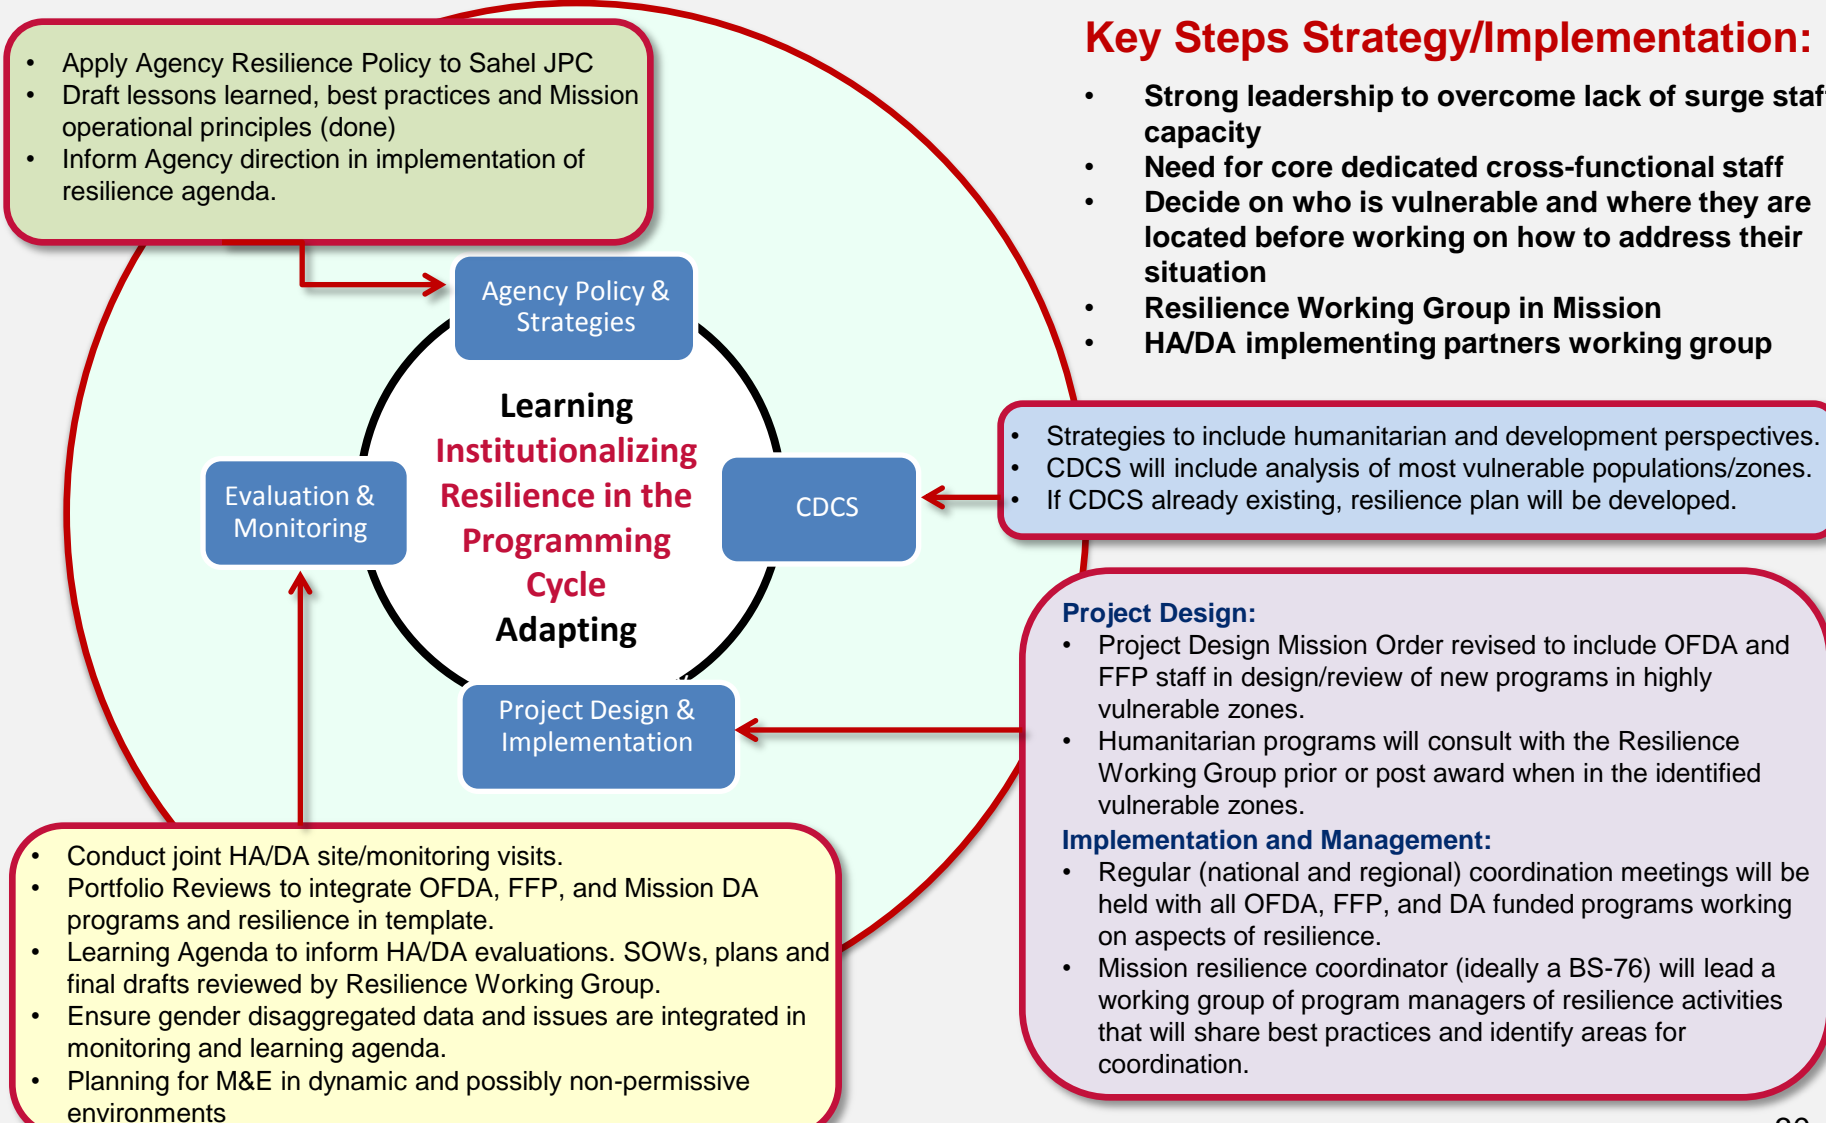 • Apply Agency Resilience Policy to Sahel JPC
• Draft lessons learned, best practices and Mission
operational principles (done)
• Inform Agency direction in implementation of
resilience agenda.
Key Steps Strategy/Implementation:
• Strong leadership to overcome lack of surge staff
capacity
• Need for core dedicated cross-functional staff
• Decide on who is vulnerable and where they are
located before working on how to address their
situation
• Resilience Working Group in Mission
• HA/DA implementing partners working group
Agency Policy &
Strategies
Learning
Institutionalizing
Resilience in the
Programming
Cycle
Adapting
Evaluation &
Monitoring
CDCS
Project Design &
Implementation
• Strategies to include humanitarian and development perspectives.
• CDCS will include analysis of most vulnerable populations/zones.
• If CDCS already existing, resilience plan will be developed.
Project Design:
• Project Design Mission Order revised to include OFDA and
FFP staff in design/review of new programs in highly
vulnerable zones.
• Humanitarian programs will consult with the Resilience
Working Group prior or post award when in the identified
vulnerable zones.
Implementation and Management:
• Regular (national and regional) coordination meetings will be
held with all OFDA, FFP, and DA funded programs working
on aspects of resilience.
• Mission resilience coordinator (ideally a BS-76) will lead a
working group of program managers of resilience activities
that will share best practices and identify areas for
coordination.
• Conduct joint HA/DA site/monitoring visits.
• Portfolio Reviews to integrate OFDA, FFP, and Mission DA
programs and resilience in template.
• Learning Agenda to inform HA/DA evaluations. SOWs, plans and
final drafts reviewed by Resilience Working Group.
• Ensure gender disaggregated data and issues are integrated in
monitoring and learning agenda.
• Planning for M&E in dynamic and possibly non-permissive
environments